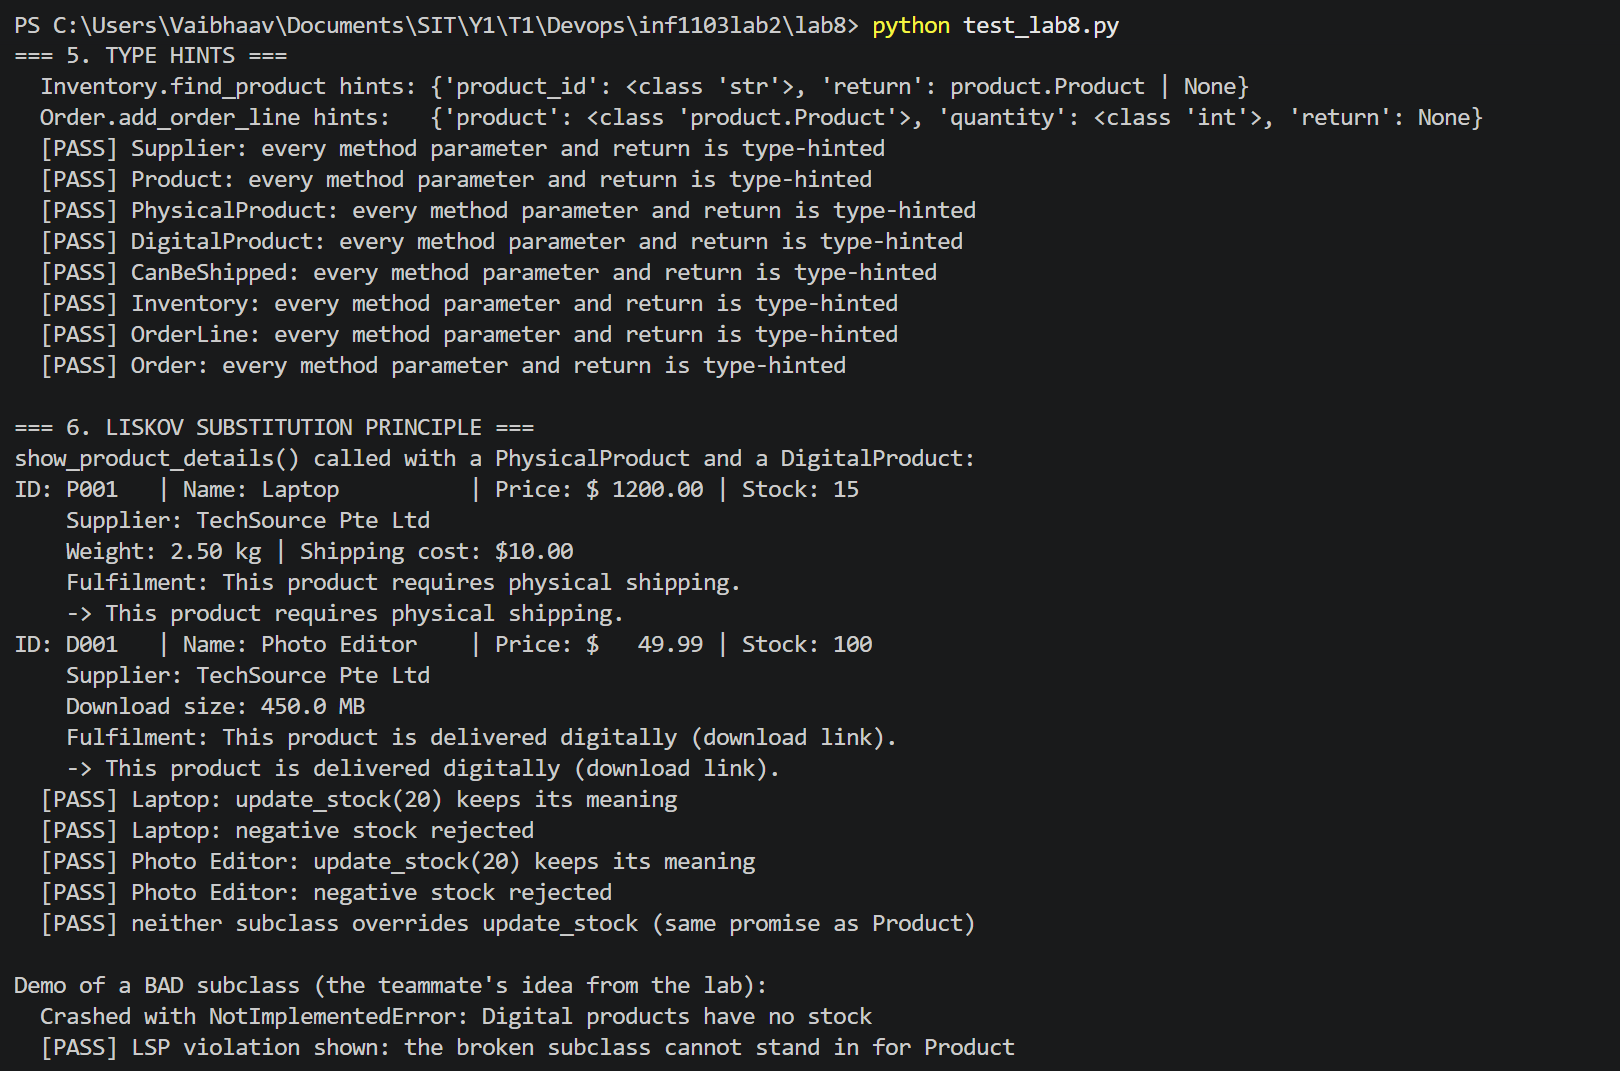 PS C:\Users\Vaibhaav\Documents\SIT\Y1\T1\Devops\inf1103lab2\lab8> python test_lab8.py
=== 5. TYPE HINTS ===
  Inventory.find_product hints: {'product_id': <class 'str'>, 'return': product.Product | None}
  Order.add_order_line hints:   {'product': <class 'product.Product'>, 'quantity': <class 'int'>, 'return': None}
  [PASS] Supplier: every method parameter and return is type-hinted
  [PASS] Product: every method parameter and return is type-hinted
  [PASS] PhysicalProduct: every method parameter and return is type-hinted
  [PASS] DigitalProduct: every method parameter and return is type-hinted
  [PASS] CanBeShipped: every method parameter and return is type-hinted
  [PASS] Inventory: every method parameter and return is type-hinted
  [PASS] OrderLine: every method parameter and return is type-hinted
  [PASS] Order: every method parameter and return is type-hinted

=== 6. LISKOV SUBSTITUTION PRINCIPLE ===
show_product_details() called with a PhysicalProduct and a DigitalProduct:
ID: P001   | Name: Laptop          | Price: $ 1200.00 | Stock: 15
    Supplier: TechSource Pte Ltd
    Weight: 2.50 kg | Shipping cost: $10.00
    Fulfilment: This product requires physical shipping.
    -> This product requires physical shipping.
ID: D001   | Name: Photo Editor    | Price: $   49.99 | Stock: 100
    Supplier: TechSource Pte Ltd
    Download size: 450.0 MB
    Fulfilment: This product is delivered digitally (download link).
    -> This product is delivered digitally (download link).
  [PASS] Laptop: update_stock(20) keeps its meaning
  [PASS] Laptop: negative stock rejected
  [PASS] Photo Editor: update_stock(20) keeps its meaning
  [PASS] Photo Editor: negative stock rejected
  [PASS] neither subclass overrides update_stock (same promise as Product)

Demo of a BAD subclass (the teammate's idea from the lab):
  Crashed with NotImplementedError: Digital products have no stock
  [PASS] LSP violation shown: the broken subclass cannot stand in for Product